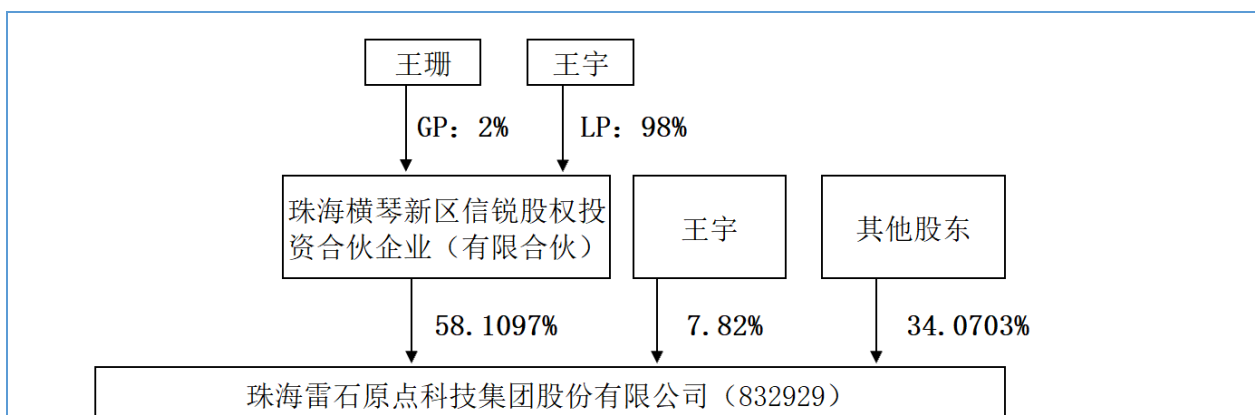 王珊
王宇
GP：2%
LP：98%
珠海横琴新区信锐股权投
资合伙企业（有限合伙）
王宇
其他股东
58.1097%
7.82%
34.0703%
珠海雷石原点科技集团股份有限公司（832929）